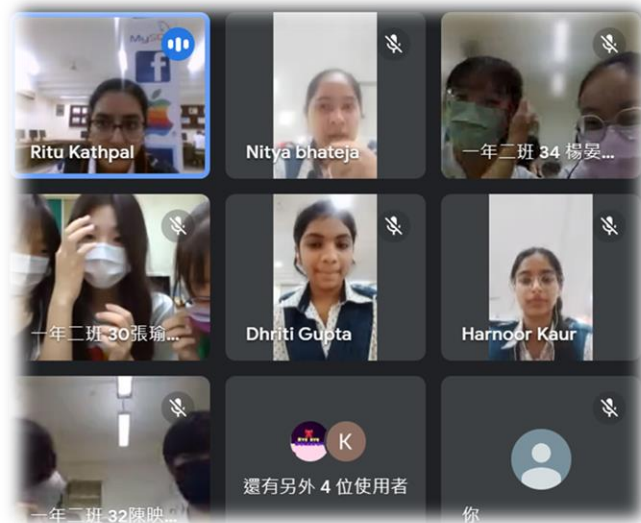 Ritu Kathpal
Nitya bhateja
一年二班 34 楊晏...
一年二班 30張瑜...
Dhriti Gupta
Harnoor Kaur
一年二班 32陳映...
K
還有另外 4 位使用者
你